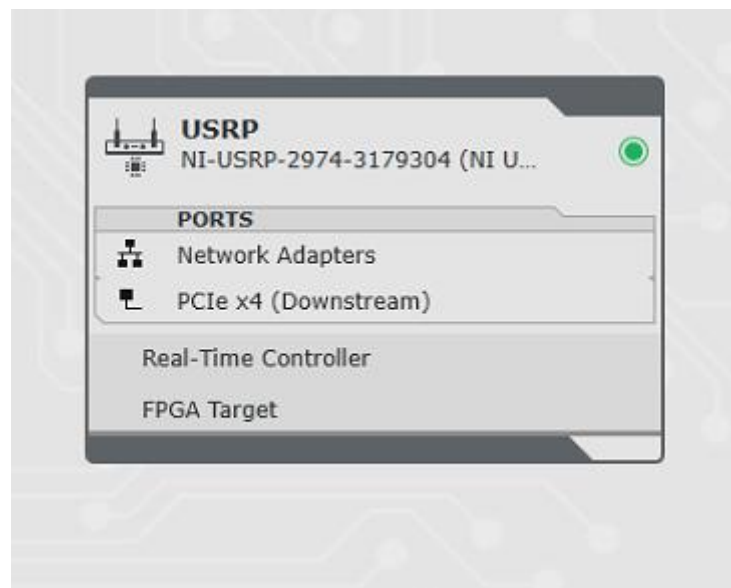 USRP
NI-USRP-2974-3179304 (NI U...
PORTS
Network Adapters
PCIe x4 (Downstream)
Real-Time Controller
FPGA Target